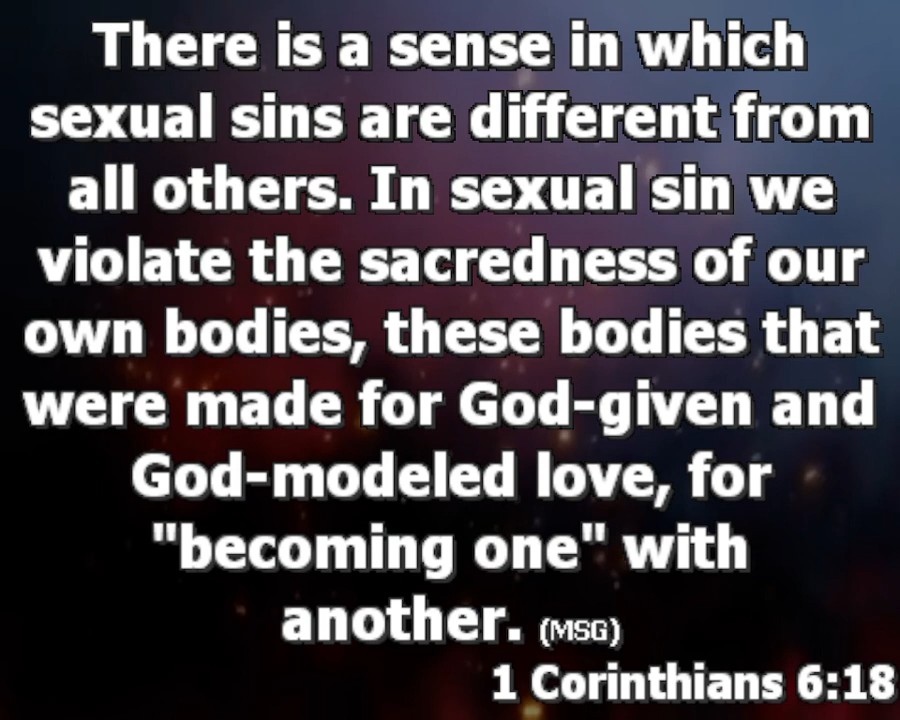 There is a sense in which
sexual sins are different from
all others. In sexual sin we
violate the sacredness of our
own bodies, these bodies that
were made for God-given and
God-modeled love, for
"becoming one" with
another. (MSG)
1 Corinthians 6:18